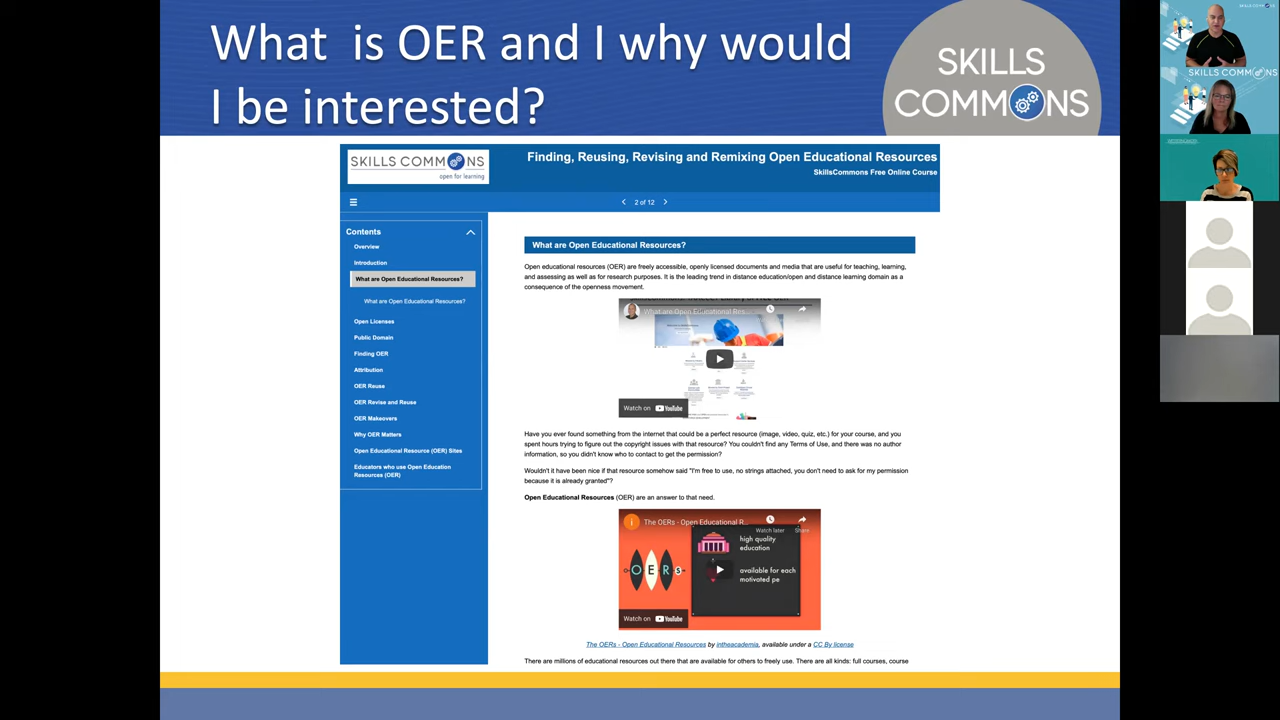 What  is OER and I why would
I be interested?
SKILLS
COMMONS
SKILLS COMMONS
open for learning
Finding, Reusing, Revising and Remixing Open Educational Resources
SkillsCommons Free Online Course
2 of 12
Contents
Overview
Introduction
What are Open Educational Resources?
What are Open Educational Resources?
Open Licenses
Public Domain
Finding OER
Attribution
OER Reuse
OER Revise and Reuse
OER Makeovers
Why OER Matters
Open Educational Resource (OER) Sites
Educators who use Open Education
Resources (OER)
What are Open Educational Resources?
Open educational resources (OER) are freely accessible, openly licensed documents and media that are useful for teaching, learning,
and assessing as well as for research purposes. It is the leading trend in distance education/open and distance learning domain as a
consequence of the openness movement.
What are Open Educational Res...
Watch on YouTube
Have you ever found something from the internet that could be a perfect resource (image, video, quiz, etc.) for your course, and you
spent hours trying to figure out the copyright issues with that resource? You couldn't find any Terms of Use, and there was no author
information, so you didn't know who to contact to get the permission?
Wouldn't it have been nice if that resource somehow said "I'm free to use, no strings attached, you don't need to ask for my permission
because it is already granted"?
Open Educational Resources (OER) are an answer to that need.
The OERs - Open Educational R...
Watch later
Share
high quality
education
OERs
available for each
motivated pe
Watch on YouTube
The OERs - Open Educational Resources by intheacademia, available under a CC By license
There are millions of educational resources out there that are available for others to freely use. There are all kinds: full courses, course
SKILLS COMMONS